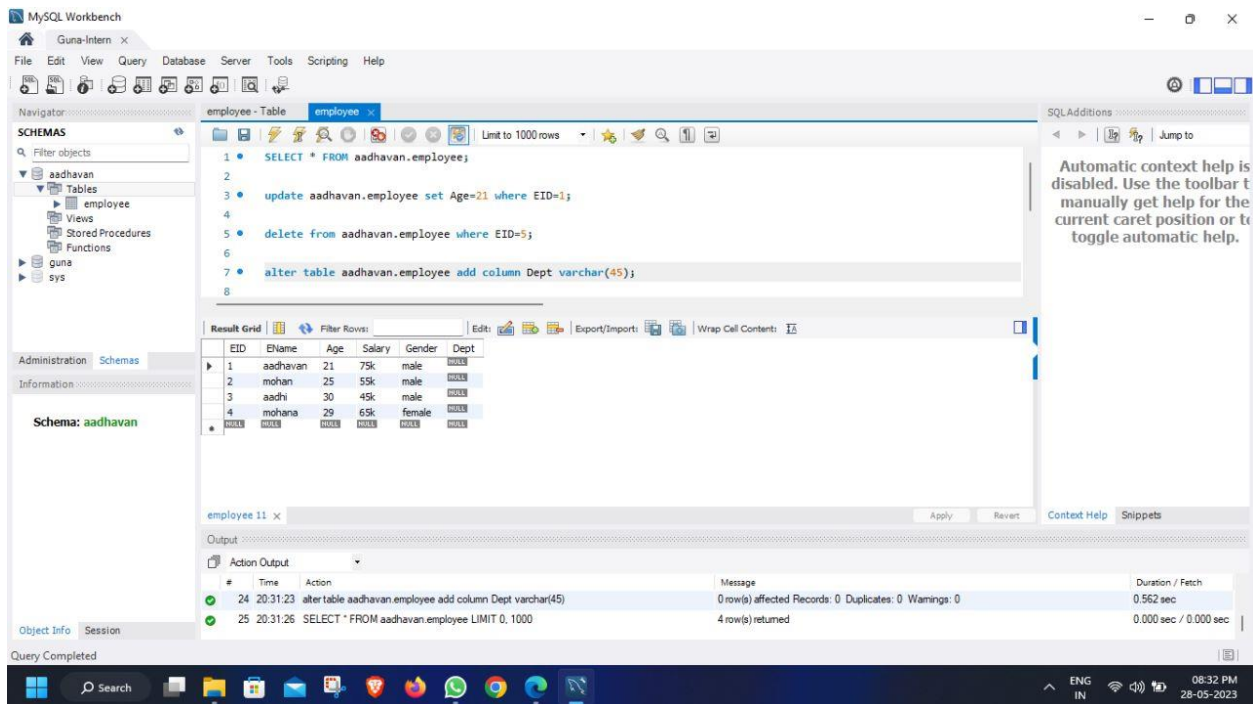 MySQL Workbench
Guna-Intern
File Edit View Query Database Server Tools Scripting Help
Navigator
SCHEMAS
Filter objects
aadhavan
Tables
employee
Views
Stored Procedures
Functions
guna
sys
Administration Schemas
Information
Schema: aadhavan
Object Info Session
employee - Table employee
Limit to 1000 rows
1 SELECT * FROM aadhavan.employee;
2
3 update aadhavan.employee set Age=21 where EID=1;
4
5 delete from aadhavan.employee where EID=5;
6
7 alter table aadhavan.employee add column Dept varchar(45);
8
Result Grid Filter Rows: Edit: Export/Import: Wrap Cell Content:
EID EName Age Salary Gender Dept
1 aadhavan 21 75k male NULL
2 mohan 25 55k male NULL
3 aadhi 30 45k male NULL
4 mohana 29 65k female NULL
NULL NULL NULL NULL NULL NULL
employee 11 Apply Revert
SQLAdditions
Jump to
Automatic context help is
disabled. Use the toolbar t
manually get help for the
current caret position or to
toggle automatic help.
Context Help Snippets
Output
Action Output
# Time Action Message Duration / Fetch
24 20:31:23 alter table aadhavan.employee add column Dept varchar(45) 0 row(s) affected Records: 0 Duplicates: 0 Warnings: 0 0.562 sec
25 20:31:26 SELECT * FROM aadhavan.employee LIMIT 0, 1000 4 row(s) returned 0.000 sec / 0.000 sec
Query Completed
Search
ENG
IN
08:32 PM
28-05-2023